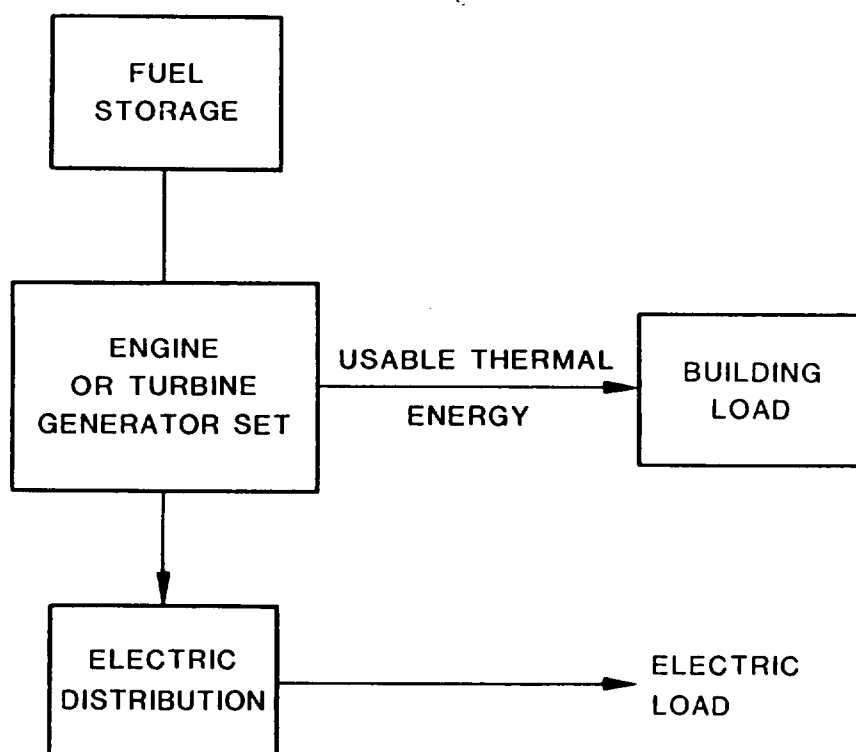 FUEL
STORAGE
ENGINE
OR TURBINE
GENERATOR SET
USABLE THERMAL
ENERGY
BUILDING
LOAD
ELECTRIC
DISTRIBUTION
ELECTRIC
LOAD